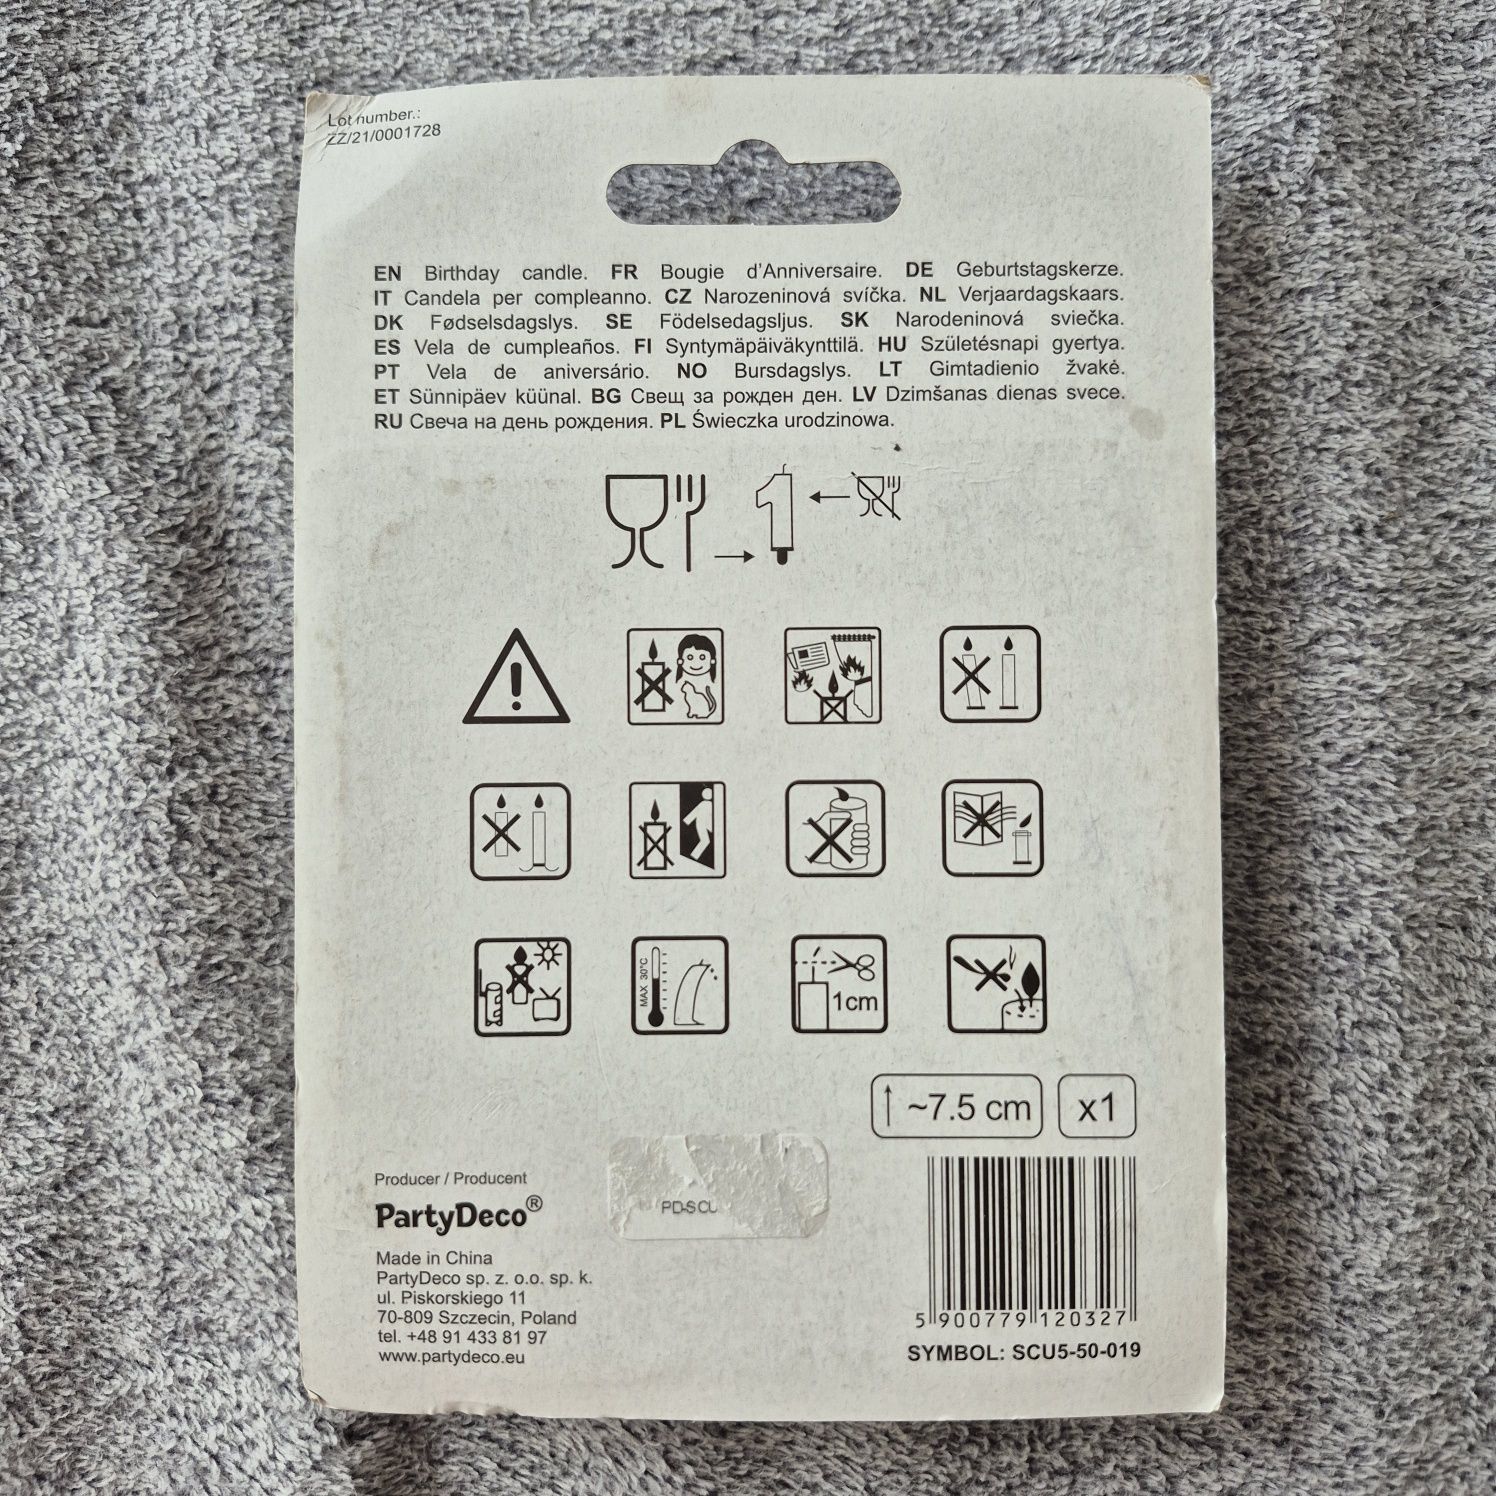 Lot number.:
ZZ/21/0001728
EN Birthday candle. FR Bougie d'Anniversaire. DE Geburtstagskerze.
IT Candela per compleanno. CZ Narozeninová svíčka. NL Verjaardagskaars.
DK Fødselsdagslys. SE Födelsedagsljus. SK Narodeninová sviečka.
ES Vela de cumpleaños. FI Syntymäpäiväkynttilä. HU Születésnapi gyertya.
PT Vela de aniversário. NO Bursdagslys. LT Gimtadienio žvakė.
ET Sünnipäev küünal. BG Свещ за рожден ден. LV Dzimšanas dienas svece.
RU Свеча на день рождения. PL Świeczka urodzinowa.
MAX 30°C
1cm
~7.5 cm
x1
Producer / Producent
PartyDeco®
Made in China
PartyDeco sp. z. o.o. sp. k.
ul. Piskorskiego 11
70-809 Szczecin, Poland
tel. +48 91 433 81 97
www.partydeco.eu
PD-SCU
5 900779 120327
SYMBOL: SCU5-50-019